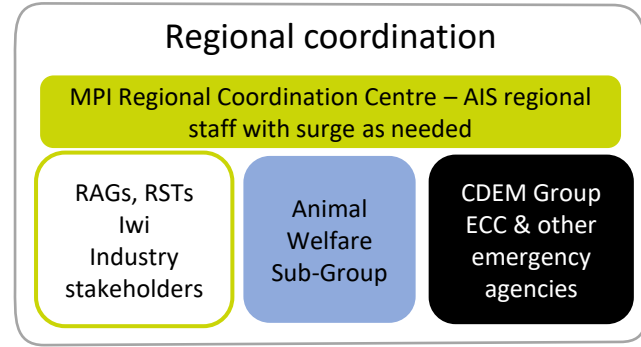 Regional coordination
MPI Regional Coordination Centre – AIS regional
staff with surge as needed
RAGs, RSTs
Iwi
Industry
stakeholders
Animal
Welfare
Sub-Group
CDEM Group
ECC & other
emergency
agencies